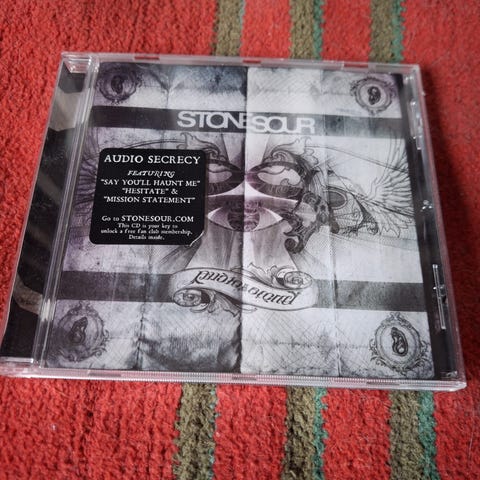 STONESOUR
AUDIO SECRECY
FEATURING
"SAY YOU'LL HAUNT ME"
"HESITATE" &
"MISSION STATEMENT"
Go to STONESOUR.COM
This CD is your key to
unlock a free fan club membership.
Details inside.